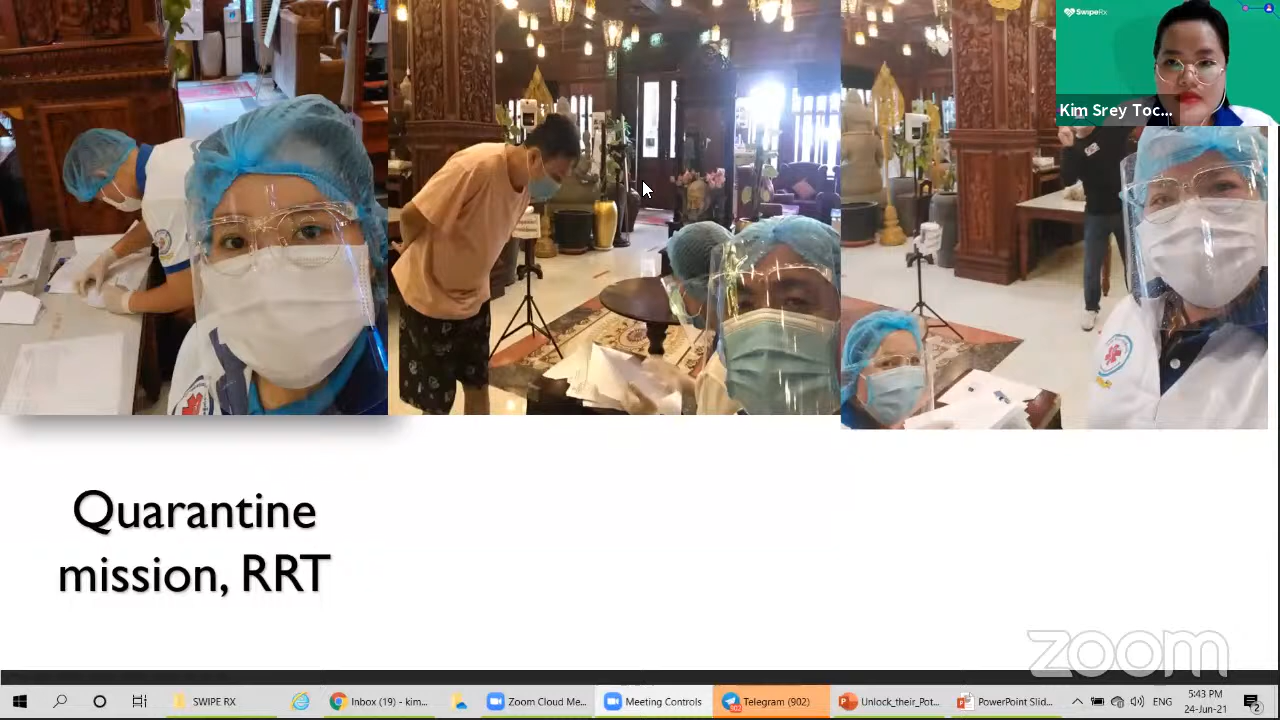 SwipeRx
Kim Srey Toc...
Quarantine
mission, RRT
zoom
SWIPE RX
Inbox (19) - kim...
Zoom Cloud Me...
Meeting Controls
Telegram (902)
Unlock_their_Pot...
PowerPoint Slid...
ENG
5:43 PM
24-Jun-21
2